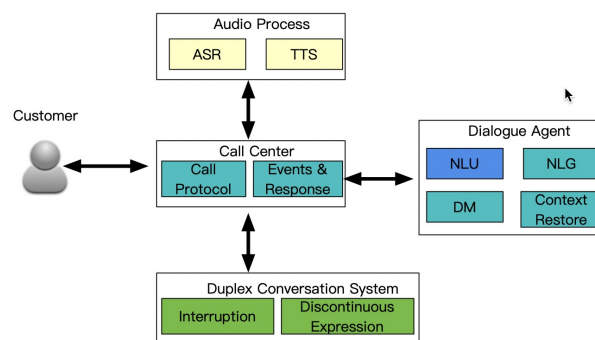 Audio Process
ASR
TTS
Customer
Call Center
Call
Protocol
Events &
Response
Dialogue Agent
NLU
NLG
DM
Context
Restore
Duplex Conversation System
Interruption
Discontinuous
Expression